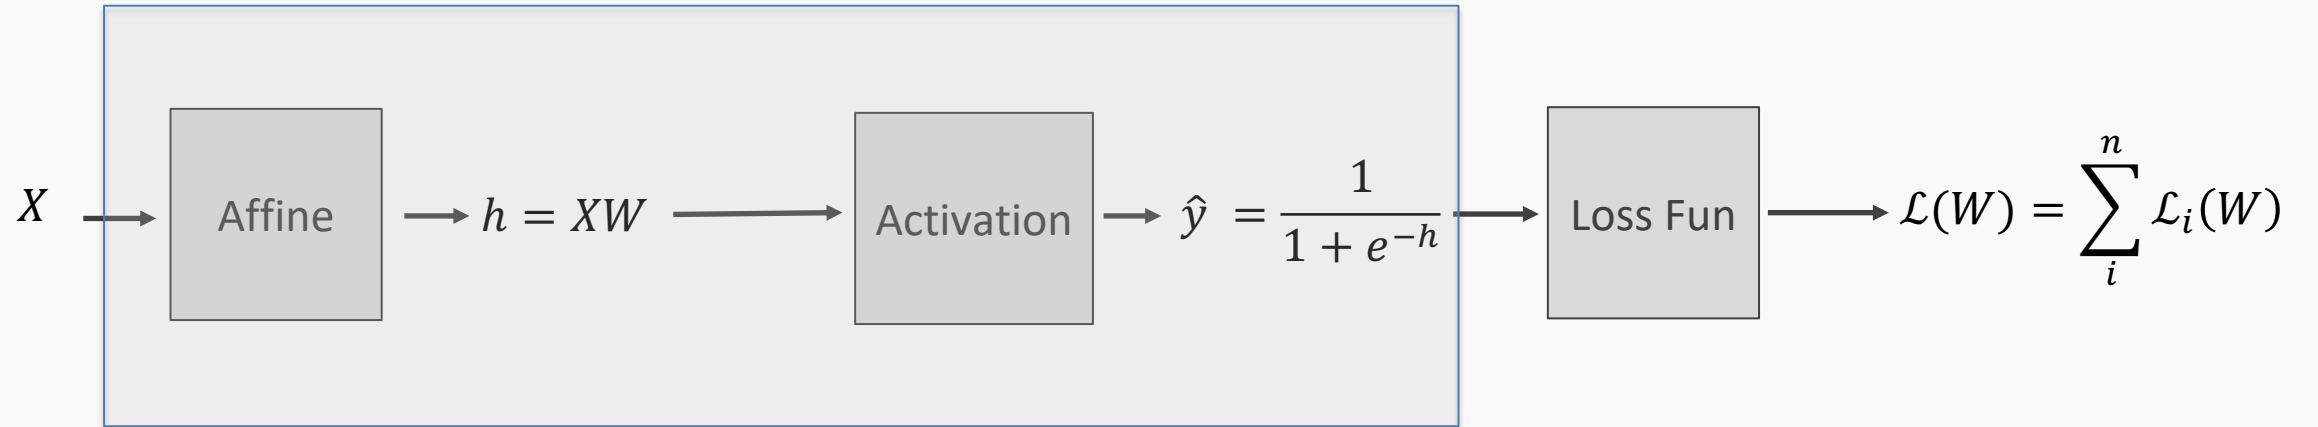 X
Affine
h = XW
Activation
ŷ = 1 / (1 + e^{-h})
Loss Fun
ℒ(W) = ∑_{i}^{n} ℒ_i(W)